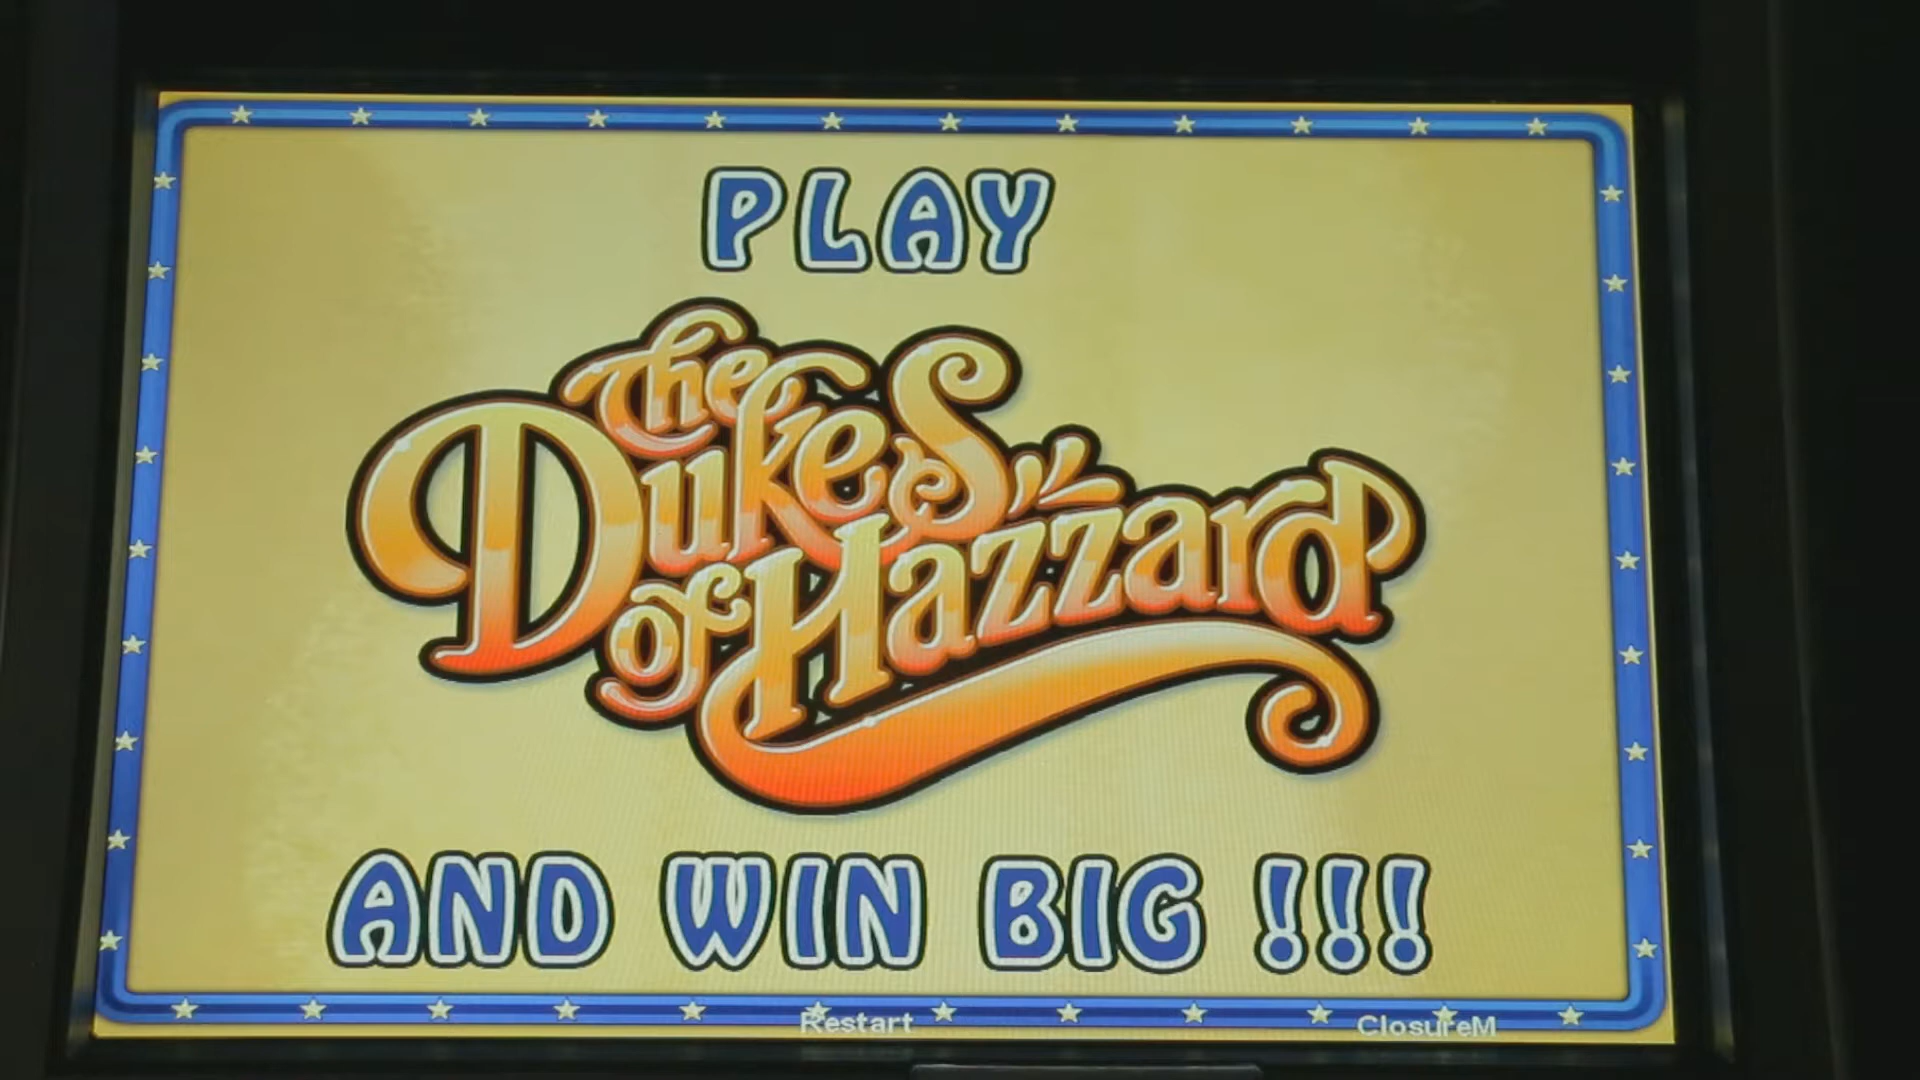 PLAY
The
Dukes
of Hazzard
AND WIN BIG !!!
Restart ClosureM